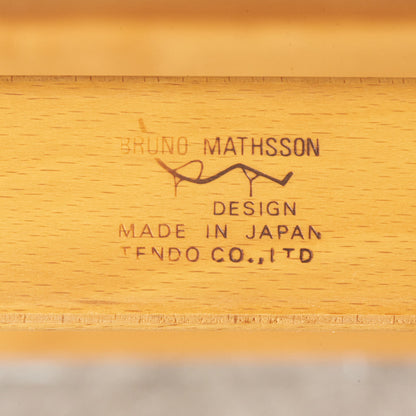 BRUNO MATHSSON
DESIGN
MADE IN JAPAN
TENDO CO.,LTD